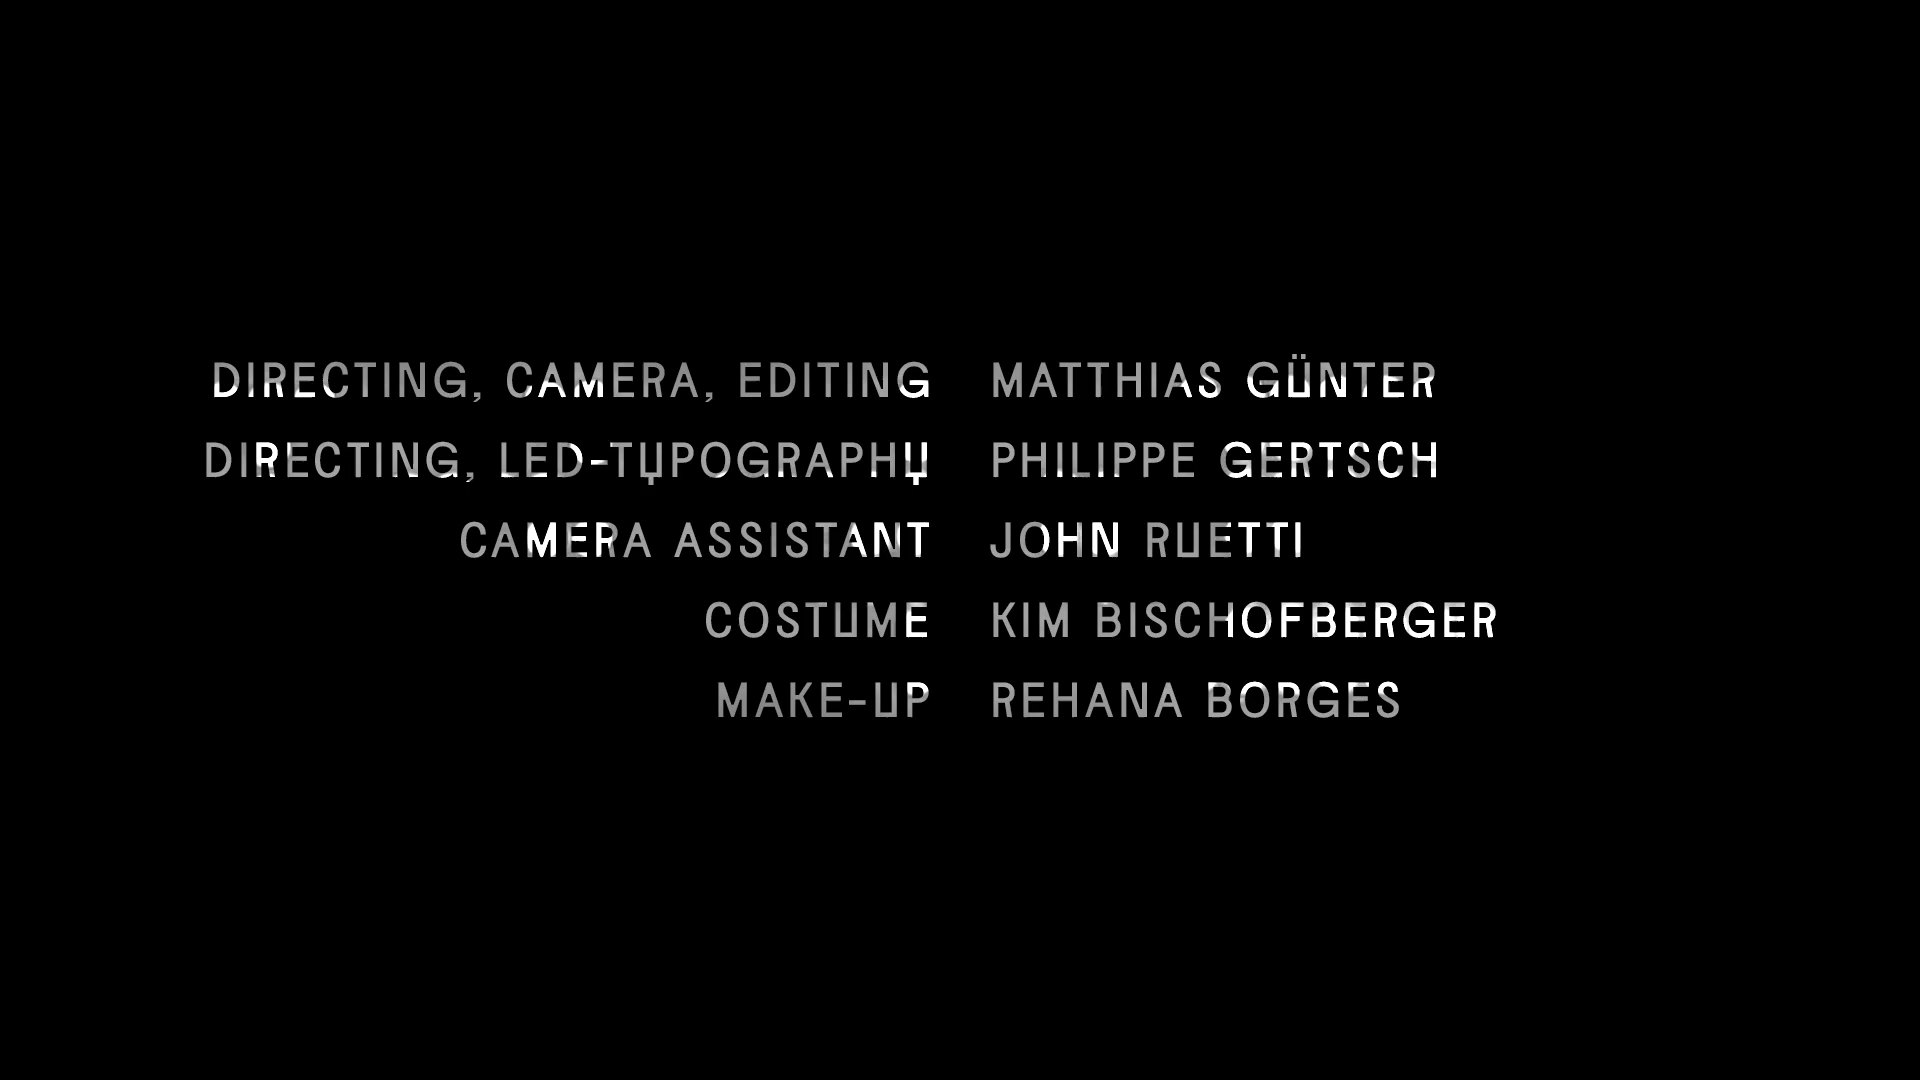 DIRECTING, CAMERA, EDITING MATTHIAS GÜNTER
DIRECTING, LED-TYPOGRAPHY PHILIPPE GERTSCH
CAMERA ASSISTANT JOHN RUETTI
COSTUME KIM BISCHOFBERGER
MAKE-UP REHANA BORGES